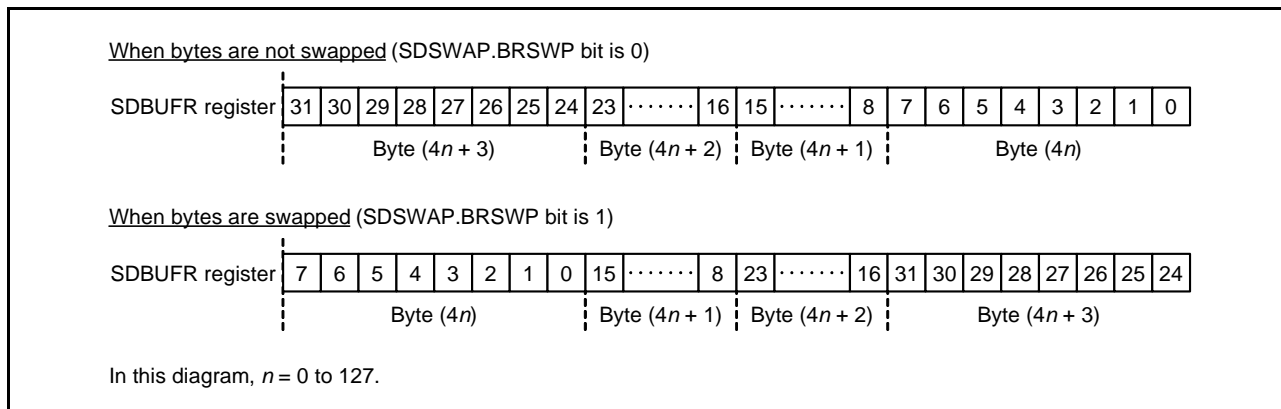 When bytes are not swapped (SDSWAP.BRSWP bit is 0)
SDBUFR register 31 30 29 28 27 26 25 24 23 ······· 16 15 ······· 8 7 6 5 4 3 2 1 0
Byte (4n + 3) Byte (4n + 2) Byte (4n + 1) Byte (4n)
When bytes are swapped (SDSWAP.BRSWP bit is 1)
SDBUFR register 7 6 5 4 3 2 1 0 15 ······· 8 23 ······· 16 31 30 29 28 27 26 25 24
Byte (4n) Byte (4n + 1) Byte (4n + 2) Byte (4n + 3)
In this diagram, n = 0 to 127.